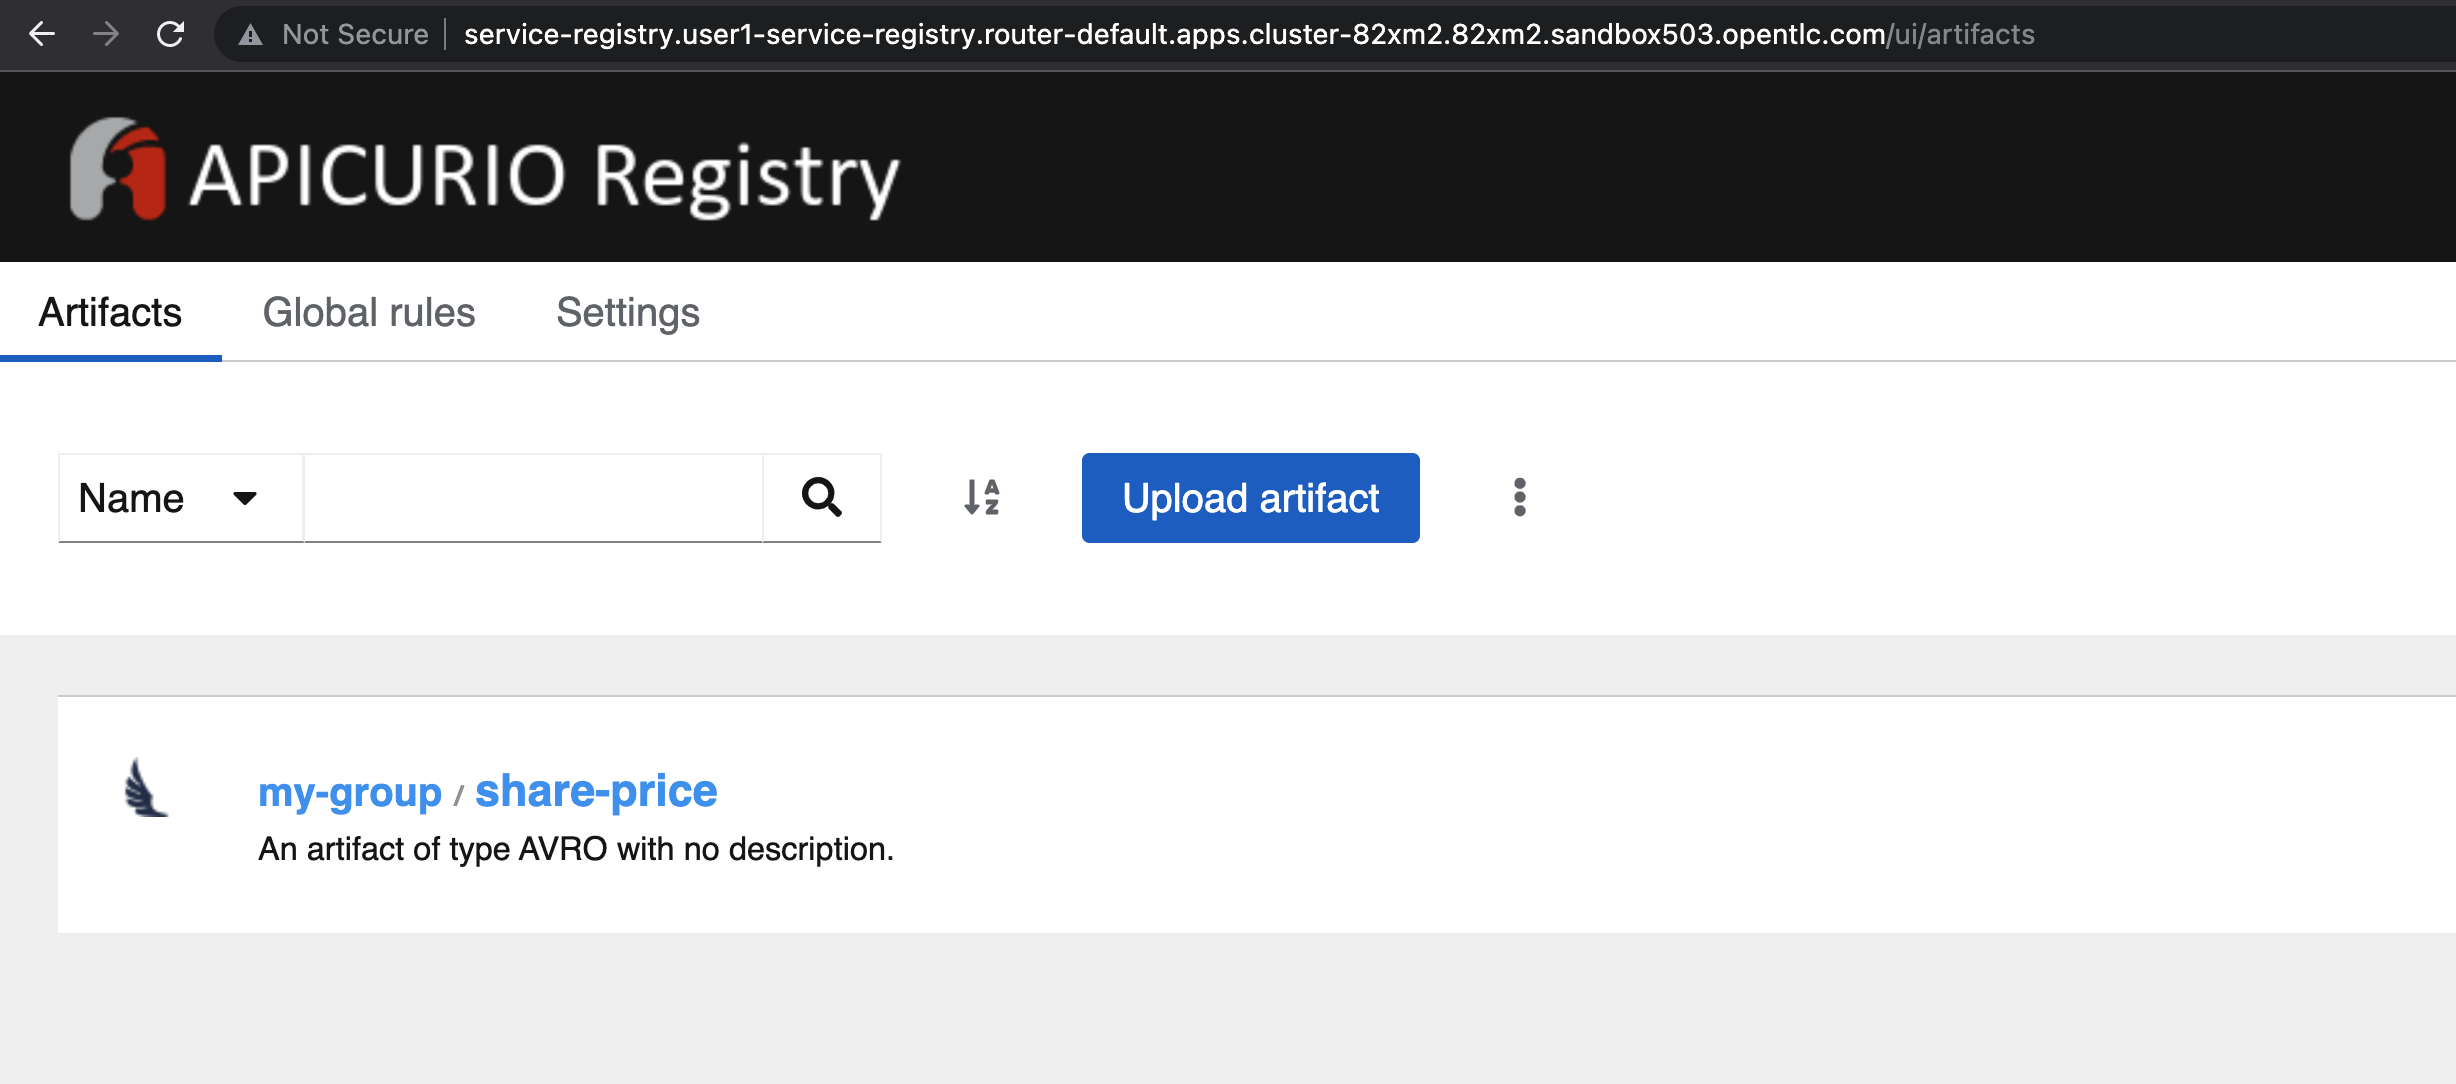 Not Secure service-registry.user1-service-registry.router-default.apps.cluster-82xm2.82xm2.sandbox503.opentlc.com/ui/artifacts
APICURIO Registry
Artifacts Global rules Settings
Name AZ Upload artifact
my-group / share-price
An artifact of type AVRO with no description.